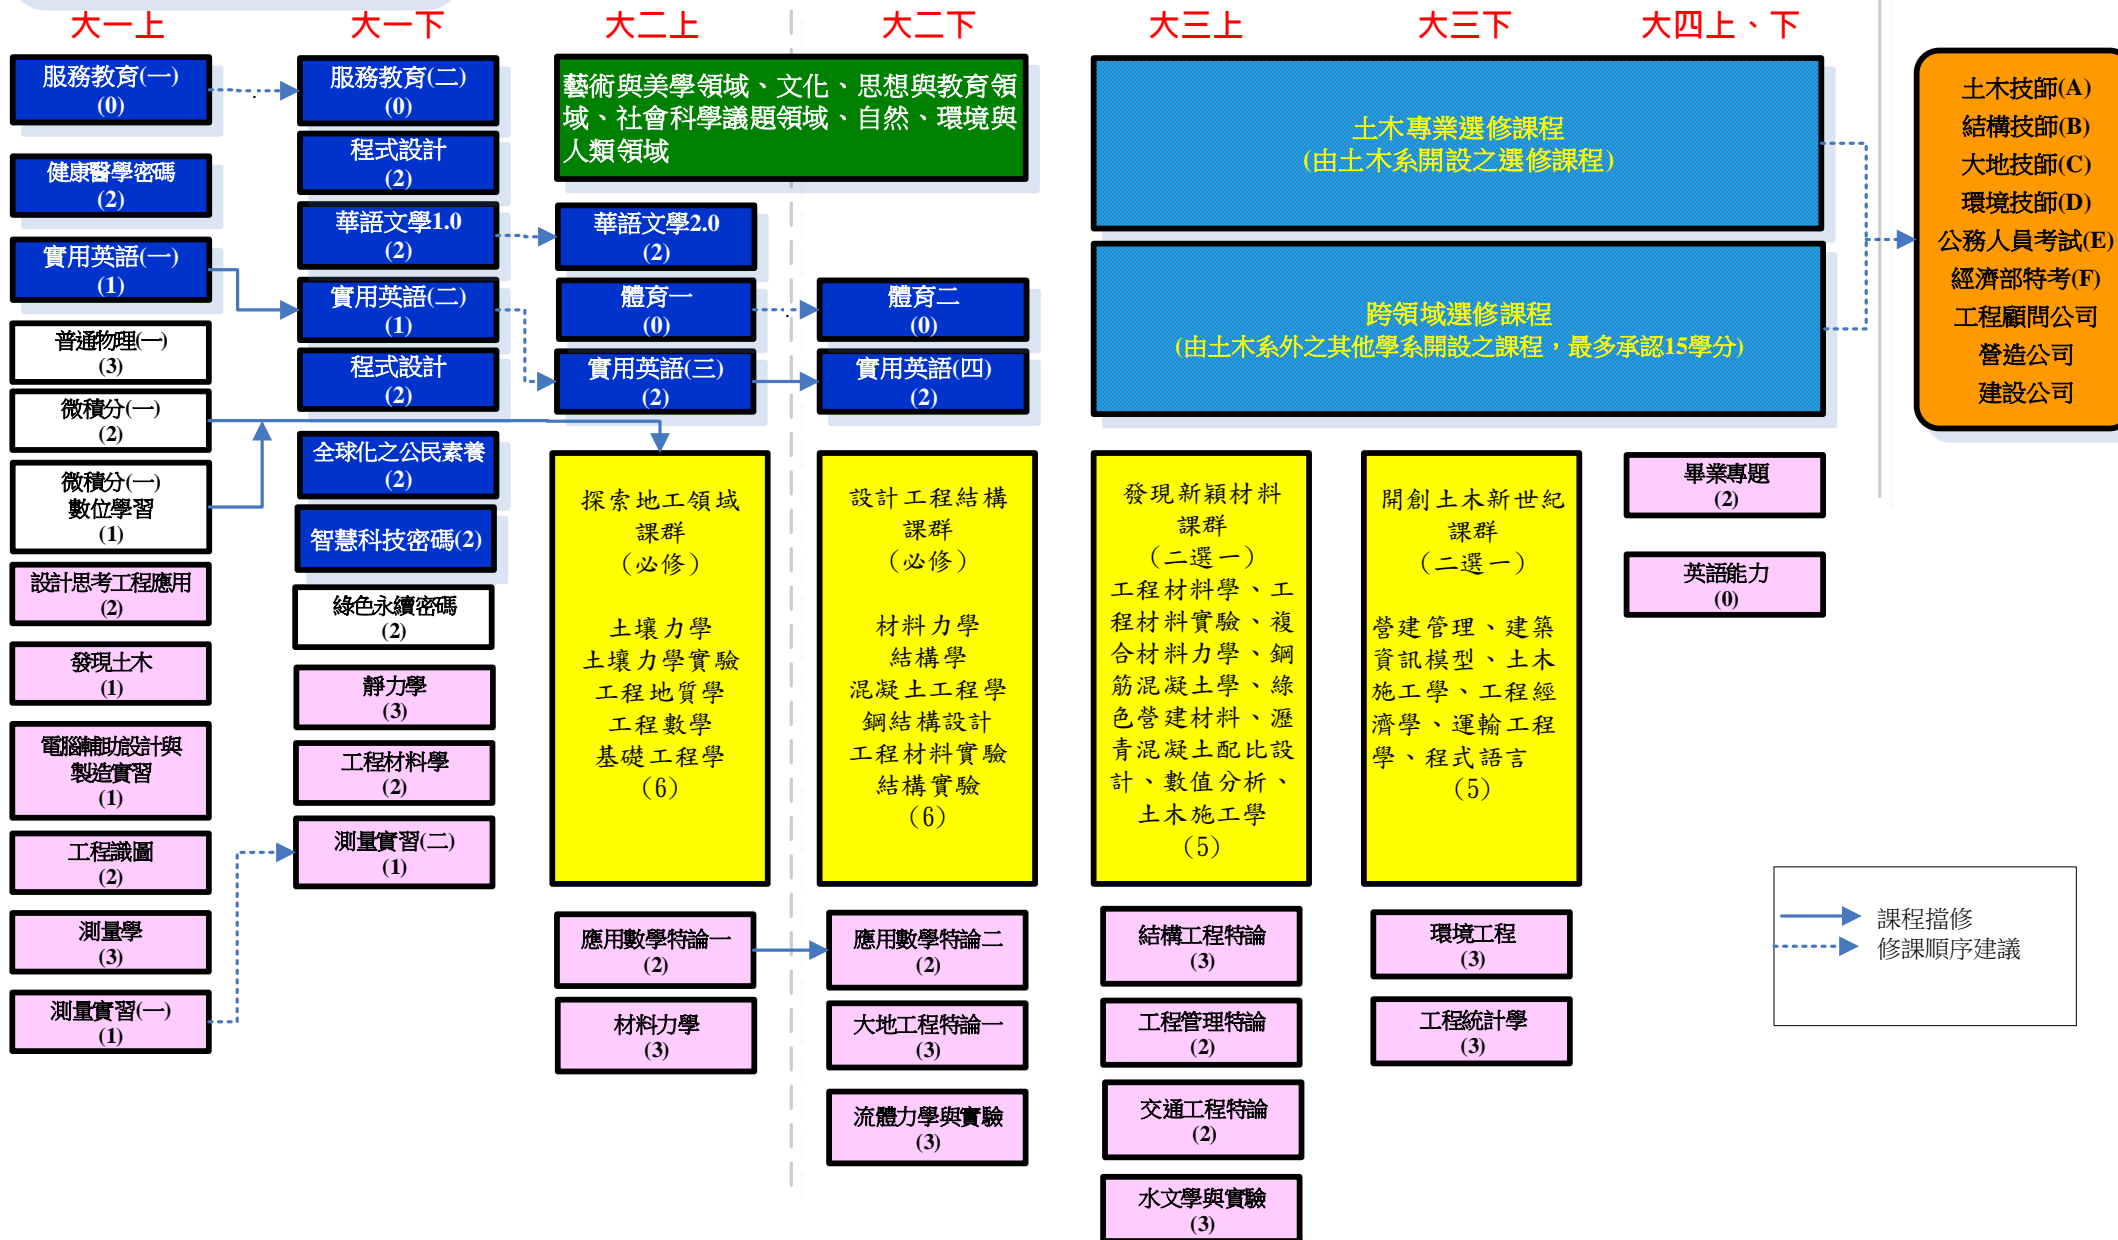 大一上
大一下
大二上
大二下
大三上
大三下
大四上、下
服務教育(一)
(0)
健康醫學密碼
(2)
實用英語(一)
(1)
普通物理(一)
(3)
微積分(一)
(2)
微積分(一)
數位學習
(1)
設計思考工程應用
(2)
發現土木
(1)
電腦輔助設計與
製造實習
(1)
工程識圖
(2)
測量學
(3)
測量實習(一)
(1)
服務教育(二)
(0)
程式設計
(2)
華語文學1.0
(2)
實用英語(二)
(1)
程式設計
(2)
全球化之公民素養
(2)
智慧科技密碼(2)
綠色永續密碼
(2)
靜力學
(3)
工程材料學
(2)
測量實習(二)
(1)
藝術與美學領域、文化、思想與教育領
域、社會科學議題領域、自然、環境與
人類領域
華語文學2.0
(2)
體育一
(0)
實用英語(三)
(2)
探索地工領域
課群
(必修)
土壤力學
土壤力學實驗
工程地質學
工程數學
基礎工程學
(6)
應用數學特論一
(2)
材料力學
(3)
體育二
(0)
實用英語(四)
(2)
設計工程結構
課群
(必修)
材料力學
結構學
混凝土工程學
鋼結構設計
工程材料實驗
結構實驗
(6)
應用數學特論二
(2)
大地工程特論一
(3)
流體力學與實驗
(3)
土木專業選修課程
(由土木系開設之選修課程)
跨領域選修課程
(由土木系外之其他學系開設之課程，最多承認15學分)
發現新穎材料
課群
(二選一)
工程材料學、工
程材料實驗、複
合材料力學、鋼
筋混凝土學、綠
色營建材料、瀝
青混凝土配比設
計、數值分析、
土木施工學
(5)
結構工程特論
(3)
工程管理特論
(2)
交通工程特論
(2)
水文學與實驗
(3)
開創土木新世紀
課群
(二選一)
營建管理、建築
資訊模型、土木
施工學、工程經
濟學、運輸工程
學、程式語言
(5)
環境工程
(3)
工程統計學
(3)
畢業專題
(2)
英語能力
(0)
土木技師(A)
結構技師(B)
大地技師(C)
環境技師(D)
公務人員考試(E)
經濟部特考(F)
工程顧問公司
營造公司
建設公司
課程擋修
修課順序建議